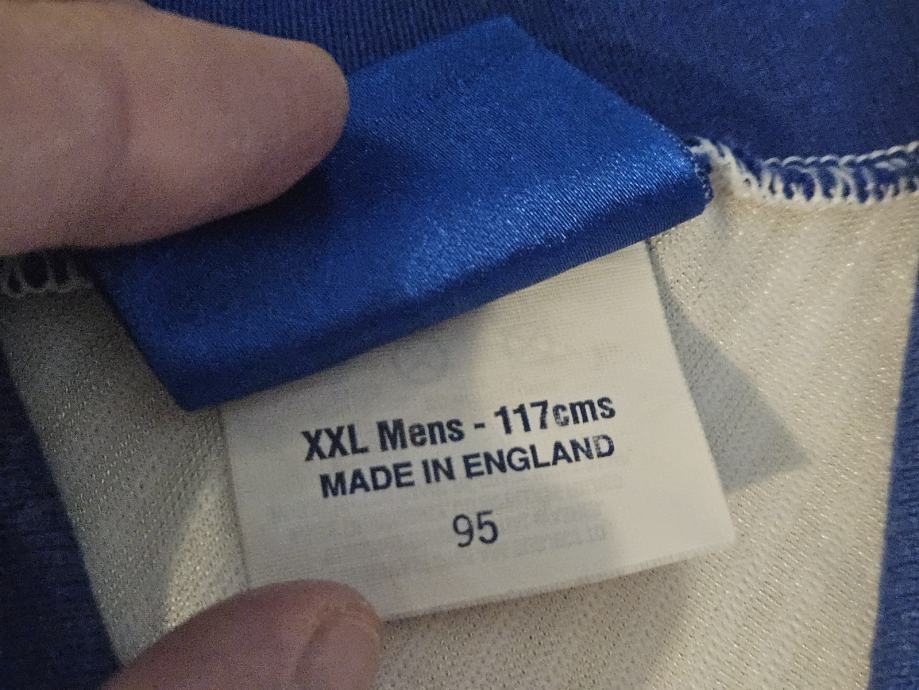 XXL Mens - 117cms
MADE IN ENGLAND
95